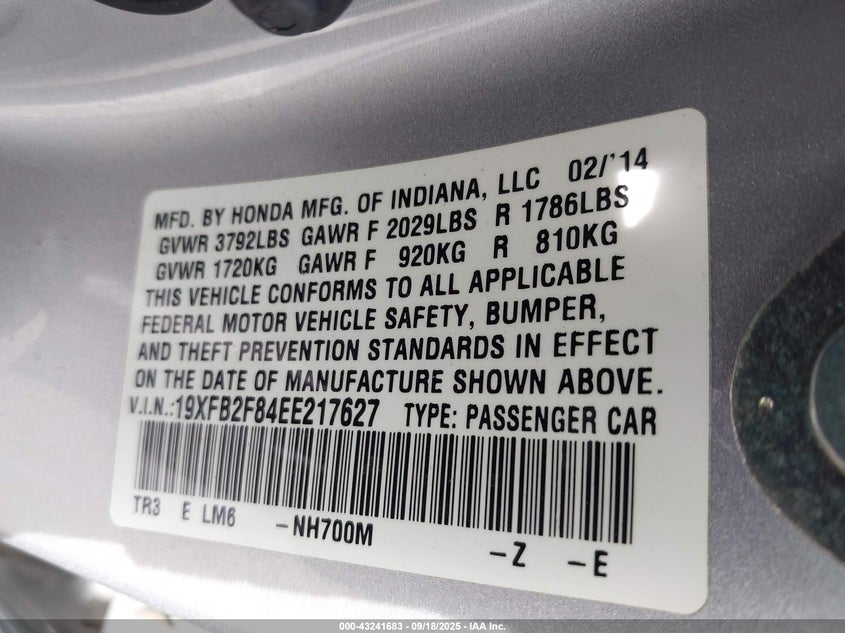 MFD. BY HONDA MFG. OF INDIANA, LLC 02/'14
GVWR 3792LBS GAWR F 2029LBS R 1786LBS
GVWR 1720KG GAWR F 920KG R 810KG
THIS VEHICLE CONFORMS TO ALL APPLICABLE
FEDERAL MOTOR VEHICLE SAFETY, BUMPER,
AND THEFT PREVENTION STANDARDS IN EFFECT
ON THE DATE OF MANUFACTURE SHOWN ABOVE.
V.I.N.:19XFB2F84EE217627 TYPE: PASSENGER CAR
TR3 E LM6 -NH700M -Z -E
000-43241683 - 09/18/2025 - IAA Inc.